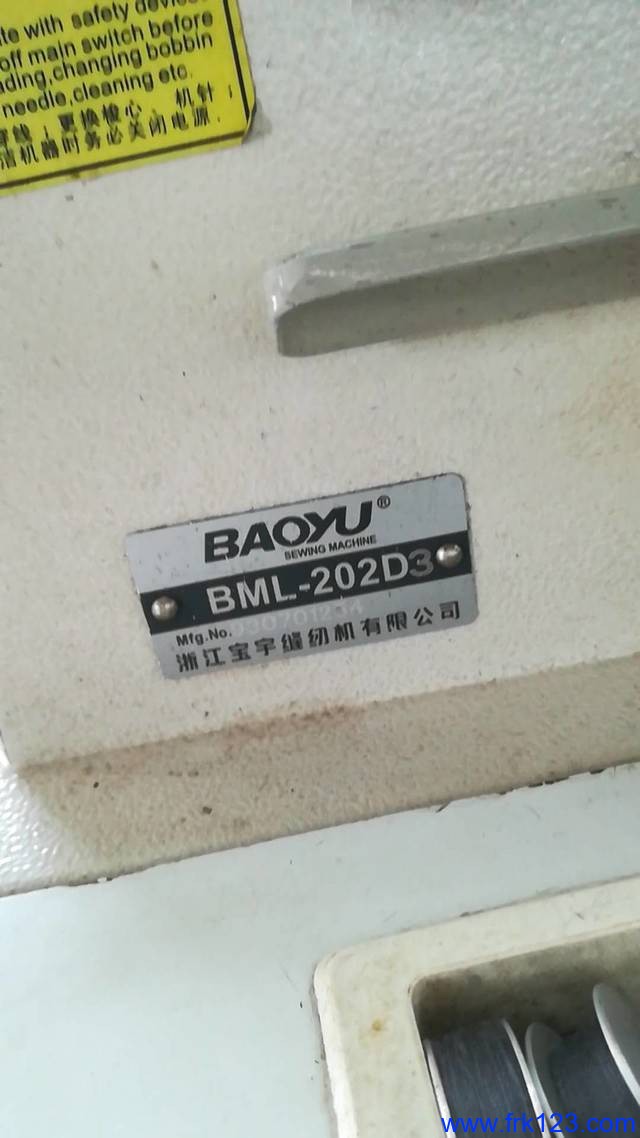 te with safety devices
off main switch before
ading,changing bobbin
needle,cleaning etc.
穿线；更换梭心、机针；
洁机器时务必关闭电源.
BAOYU®
SEWING MACHINE
BML-202D3
Mfg.No. 030701234
浙江宝宇缝纫机有限公司
www.frk123.com